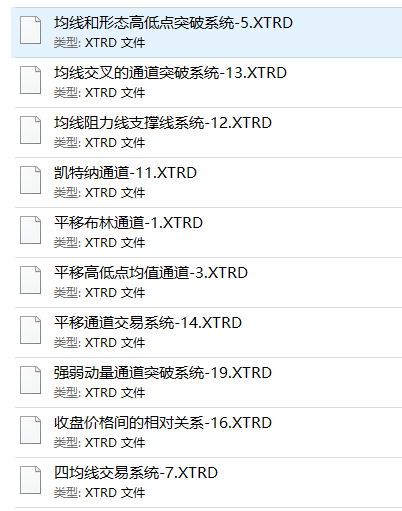 均线和形态高低点突破系统-5.XTRD
类型: XTRD 文件
均线交叉的通道突破系统-13.XTRD
类型: XTRD 文件
均线阻力线支撑线系统-12.XTRD
类型: XTRD 文件
凯特纳通道-11.XTRD
类型: XTRD 文件
平移布林通道-1.XTRD
类型: XTRD 文件
平移高低点均值通道-3.XTRD
类型: XTRD 文件
平移通道交易系统-14.XTRD
类型: XTRD 文件
强弱动量通道突破系统-19.XTRD
类型: XTRD 文件
收盘价格间的相对关系-16.XTRD
类型: XTRD 文件
四均线交易系统-7.XTRD
类型: XTRD 文件